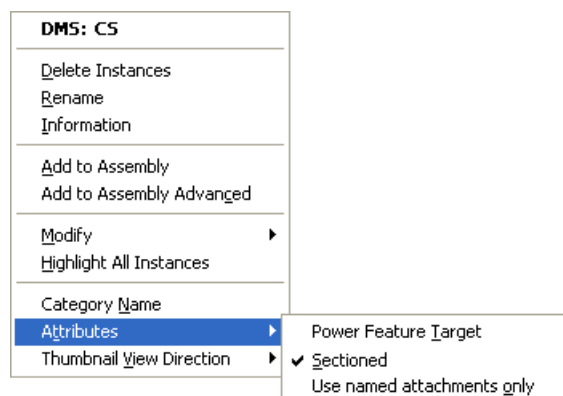 DMS: CS
Delete Instances
Rename
Information
Add to Assembly
Add to Assembly Advanced
Modify
Highlight All Instances
Category Name
Attributes
Thumbnail View Direction
Power Feature Target
Sectioned
Use named attachments only